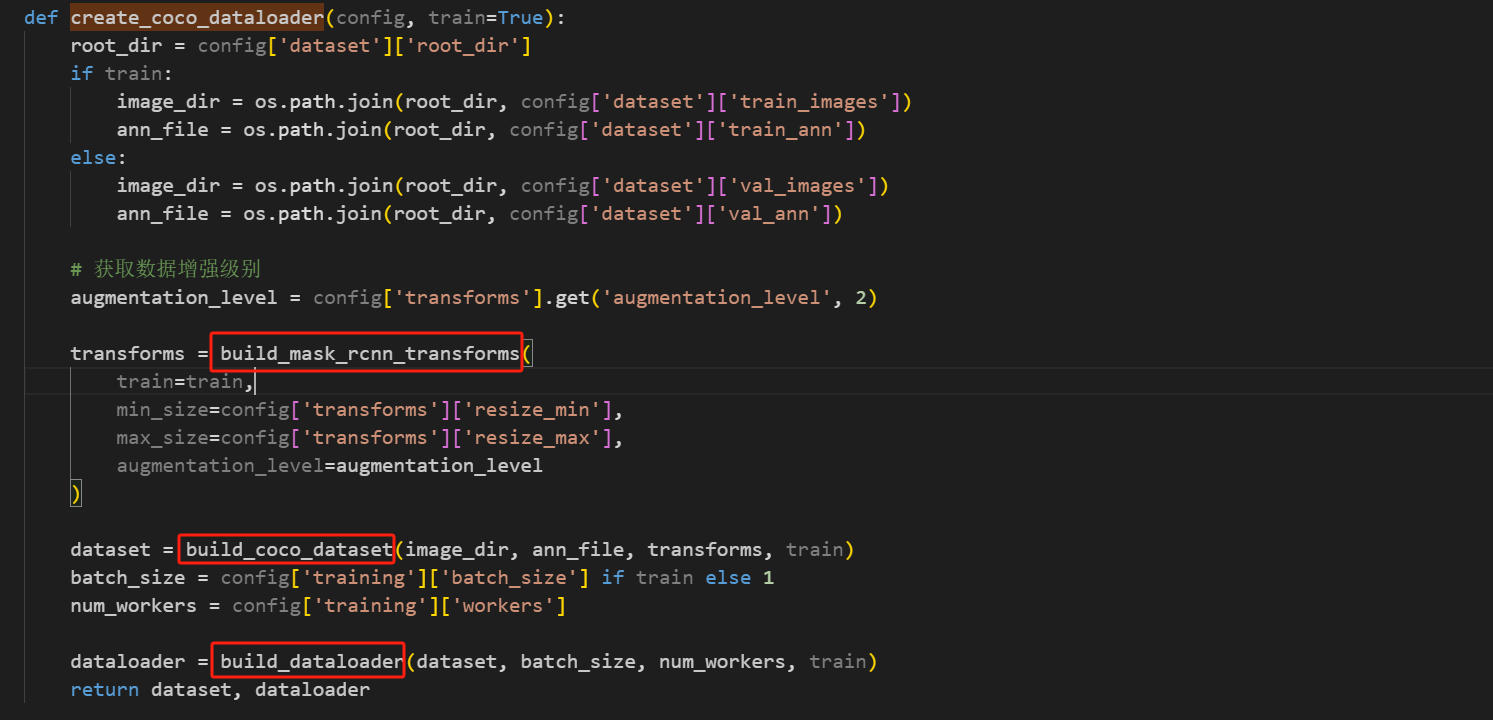 def create_coco_dataloader(config, train=True):
    root_dir = config['dataset']['root_dir']
    if train:
        image_dir = os.path.join(root_dir, config['dataset']['train_images'])
        ann_file = os.path.join(root_dir, config['dataset']['train_ann'])
    else:
        image_dir = os.path.join(root_dir, config['dataset']['val_images'])
        ann_file = os.path.join(root_dir, config['dataset']['val_ann'])
    # 获取数据增强级别
    augmentation_level = config['transforms'].get('augmentation_level', 2)
    transforms = build_mask_rcnn_transforms(
        train=train,
        min_size=config['transforms']['resize_min'],
        max_size=config['transforms']['resize_max'],
        augmentation_level=augmentation_level
    )
    dataset = build_coco_dataset(image_dir, ann_file, transforms, train)
    batch_size = config['training']['batch_size'] if train else 1
    num_workers = config['training']['workers']
    dataloader = build_dataloader(dataset, batch_size, num_workers, train)
    return dataset, dataloader